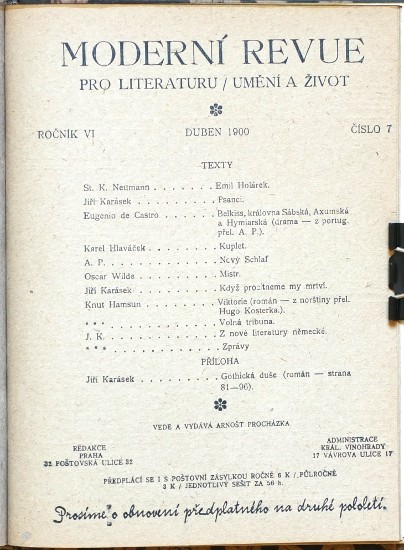 MODERNÍ REVUE
PRO LITERATURU / UMĚNÍ A ŽIVOT
ROČNÍK VI DUBEN 1900 ČÍSLO 7
TEXTY
St. K. Neumann . . . . . . . Emil Holárek.
Jiří Karásek . . . . . . . . . Psanci.
Eugenio de Castro . . . . . . Belkiss, královna Sábská, Axumská
a Hymiarská (drama — z portug.
přel. A. P.).
Karel Hlaváček . . . . . . . Kuplet.
A. P. . . . . . . . . . . . . Nový Schlaf
Oscar Wilde . . . . . . . . . Mistr.
Jiří Karásek . . . . . . . . . Když procitneme my mrtví.
Knut Hamsun . . . . . . . . Viktorie (román — z norštiny přel.
Hugo Kosterka.).
* * * . . . . . . . . . . . . Volná tribuna.
J. K. . . . . . . . . . . . . Z nové literatury německé.
* * * . . . . . . . . . . . . Zprávy
PŘÍLOHA
Jiří Karásek . . . . . . . . . Gothická duše (román — strana
81—96).
VEDE A VYDÁVÁ ARNOŠT PROCHÁZKA
REDAKCE
PRAHA
32 POŠTOVSKÁ ULICE 32
ADMINISTRACE
KRÁL. VINOHRADY
17 VÁVROVA ULICE 17
PŘEDPLÁCÍ SE I S POŠTOVNÍ ZÁSYLKOU ROČNĚ 6 K / PŮLROČNĚ
3 K / JEDNOTLIVÝ SEŠIT ZA 56 h.
Prosíme o obnovení předplatného na druhé pololetí.